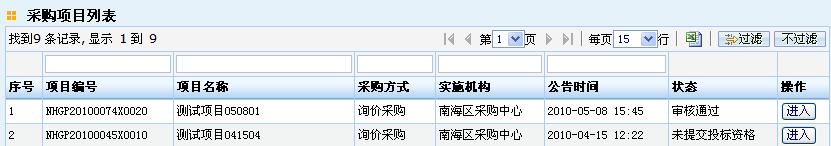 采购项目列表
找到9 条记录, 显示 1 到 9 第 1 页 每页 15 行 过滤 不过滤
序号 项目编号 项目名称 采购方式 实施机构 公告时间 状态 操作
1 NHGP20100074X0020 测试项目050801 询价采购 南海区采购中心 2010-05-08 15:45 审核通过 进入
2 NHGP20100045X0010 测试项目041504 询价采购 南海区采购中心 2010-04-15 12:22 未提交投标资格 进入